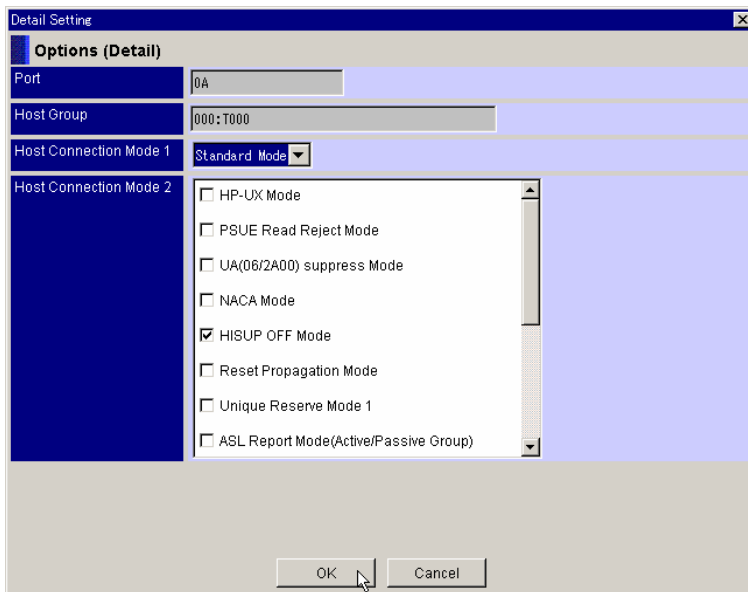 Detail Setting
Options (Detail)
Port
0A
Host Group
000:T000
Host Connection Mode 1
Standard Mode
Host Connection Mode 2
HP-UX Mode
PSUE Read Reject Mode
UA(06/2A00) suppress Mode
NACA Mode
HISUP OFF Mode
Reset Propagation Mode
Unique Reserve Mode 1
ASL Report Mode(Active/Passive Group)
OK
Cancel